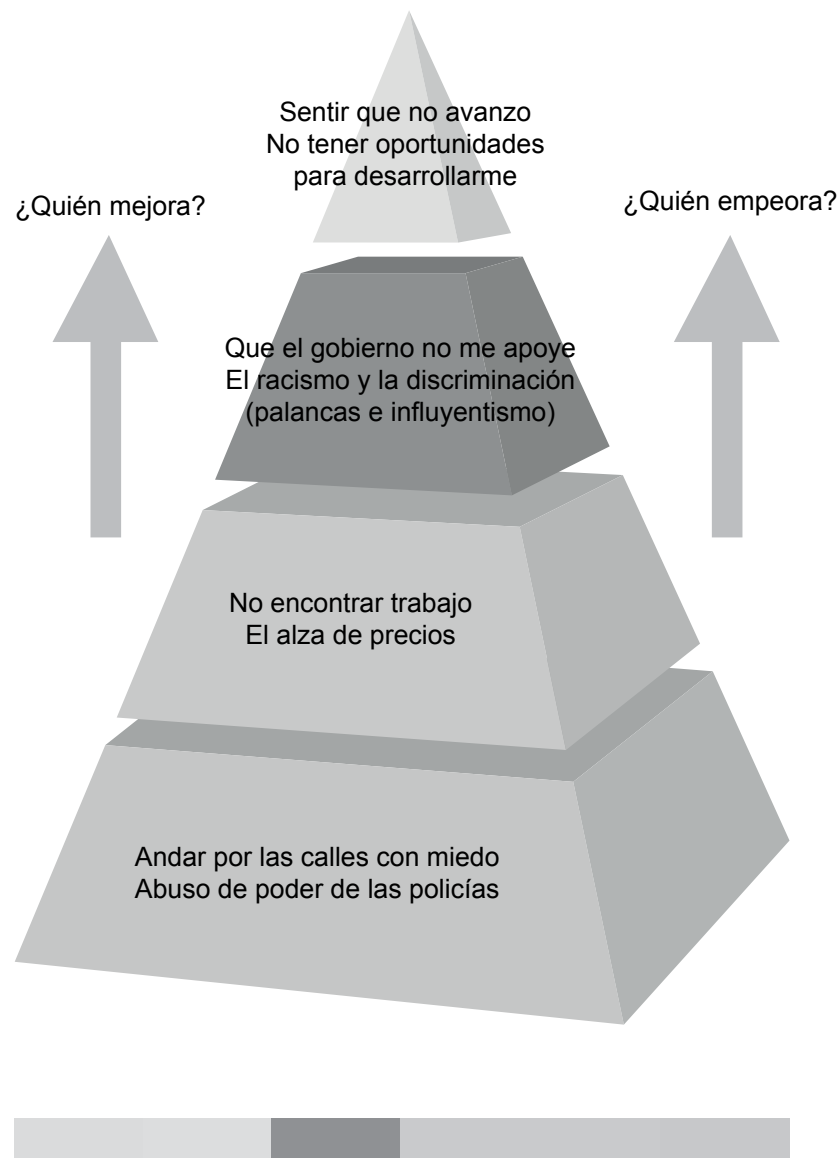 Sentir que no avanzo
No tener oportunidades
para desarrollarme
¿Quién mejora?
¿Quién empeora?
Que el gobierno no me apoye
El racismo y la discriminación
(palancas e influyentismo)
No encontrar trabajo
El alza de precios
Andar por las calles con miedo
Abuso de poder de las policías